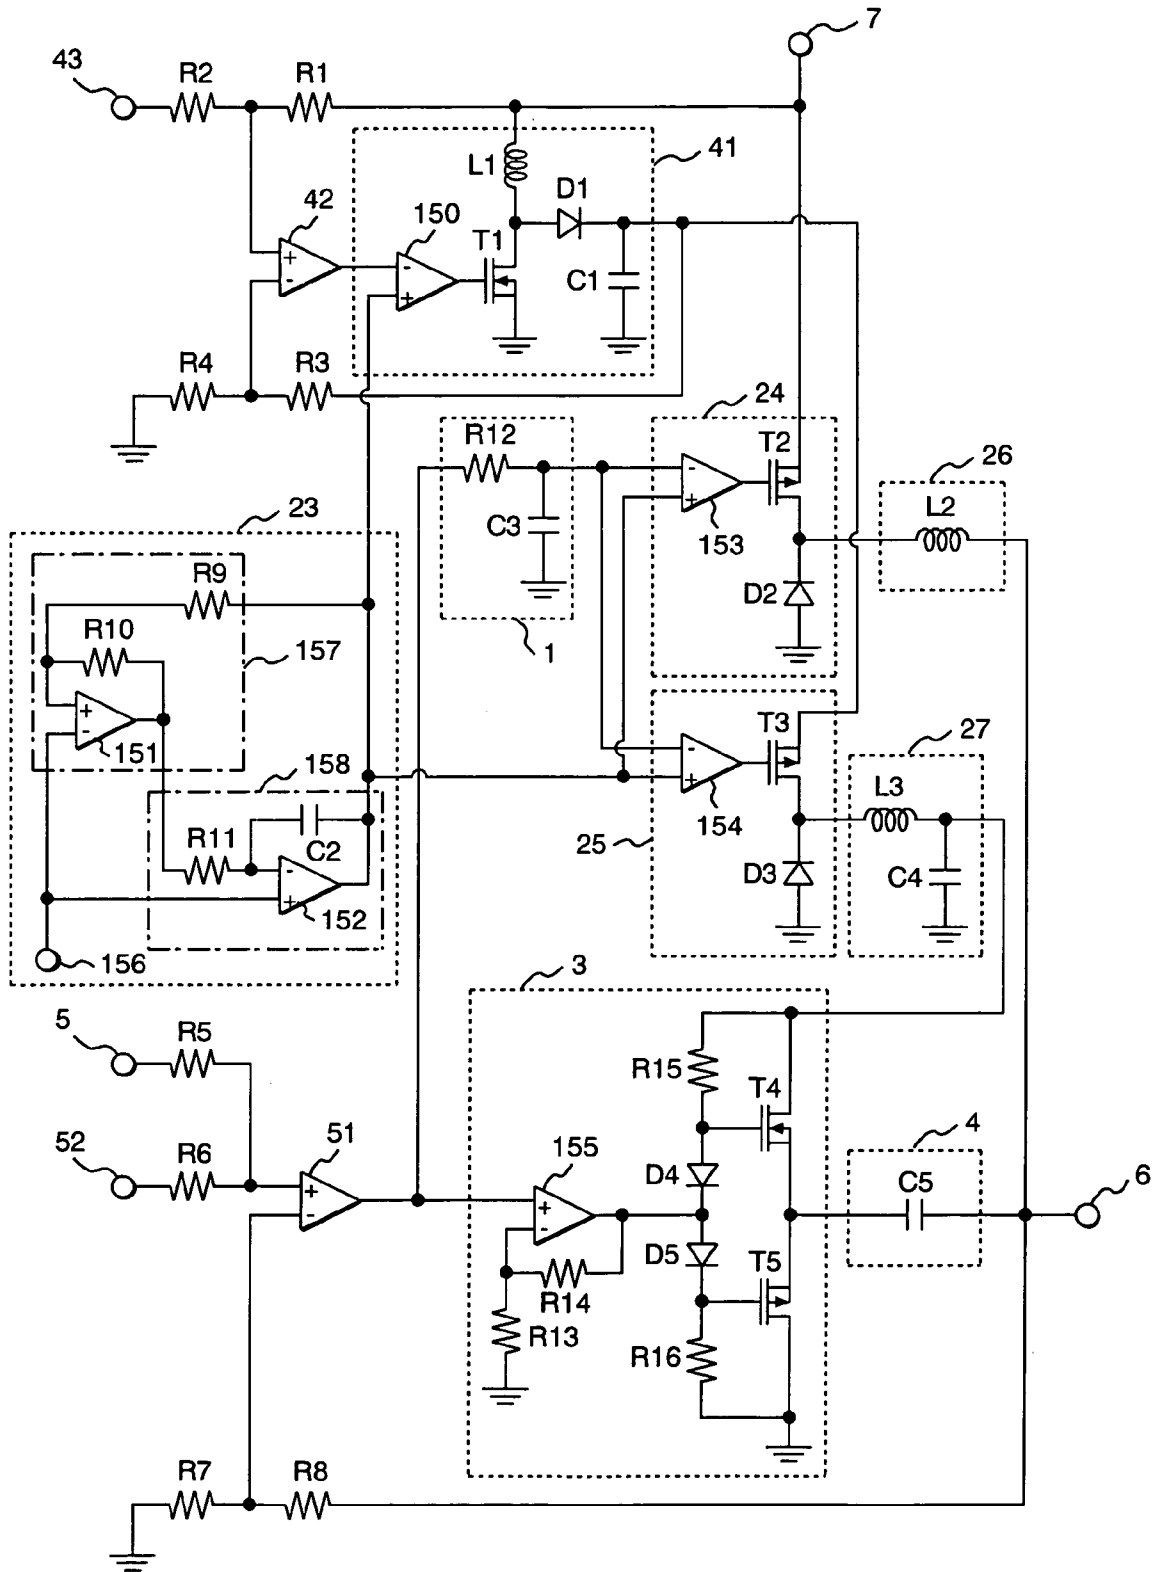 7
43
R2
R1
41
L1
D1
42
150
T1
C1
+
-
-
+
R4
R3
24
R12
T2
26
L2
-
+
C3
153
23
D2
R9
R10
1
157
+
-
151
T3
27
-
+
158
L3
154
R11
C2
25
-
+
D3
C4
152
156
3
5
R5
R15
T4
52
R6
51
155
4
D4
C5
6
+
-
+
-
D5
T5
R14
R13
R16
R7
R8